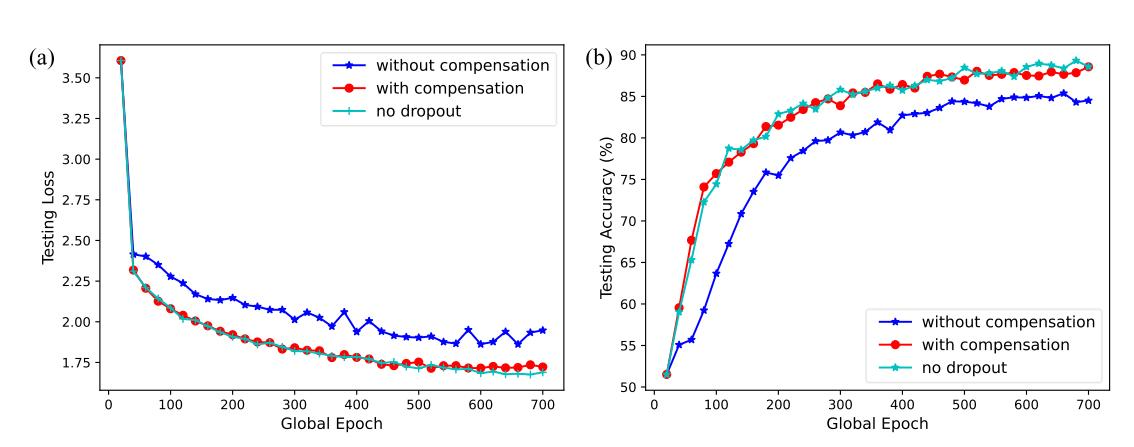 (a)
Testing Loss
3.50
3.25
3.00
2.75
2.50
2.25
2.00
1.75
without compensation
with compensation
no dropout
0 100 200 300 400 500 600 700
Global Epoch
(b)
Testing Accuracy (%)
90
85
80
75
70
65
60
55
50
without compensation
with compensation
no dropout
0 100 200 300 400 500 600 700
Global Epoch